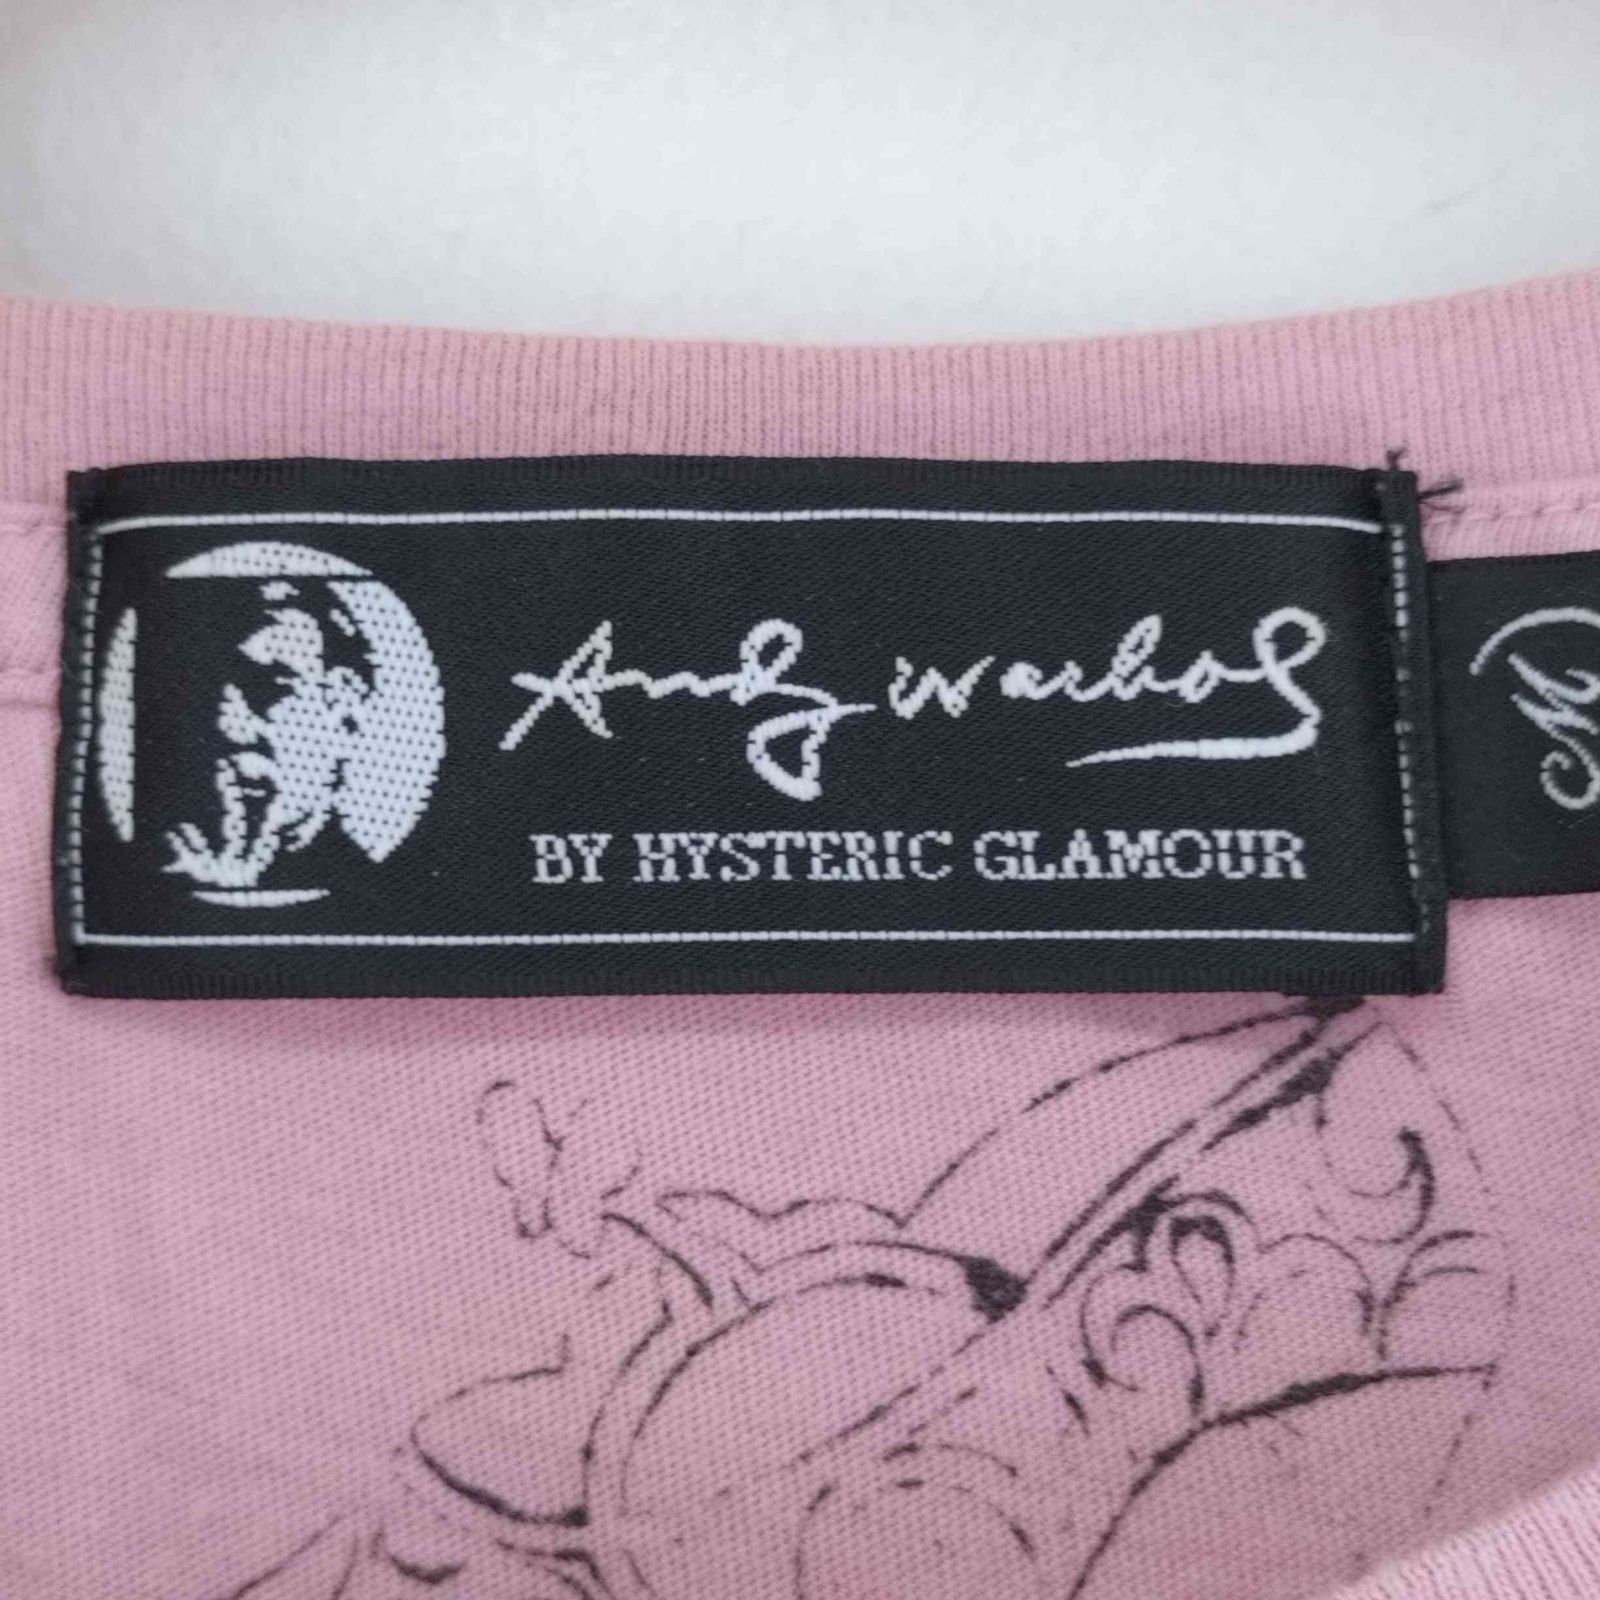 Andy Warhol
BY HYSTERIC GLAMOUR
M